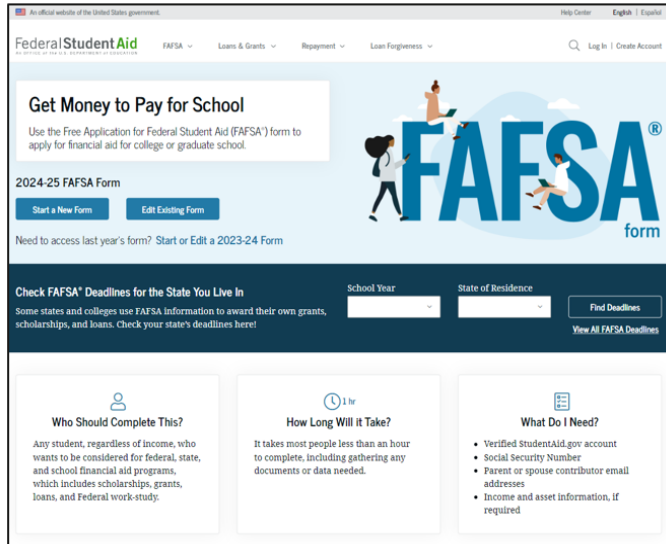 An official website of the United States government.
Help Center English | Español
Federal Student Aid
AN OFFICE OF THE U.S. DEPARTMENT OF EDUCATION
FAFSA Loans & Grants Repayment Loan Forgiveness
Log In | Create Account
Get Money to Pay for School
Use the Free Application for Federal Student Aid (FAFSA®) form to
apply for financial aid for college or graduate school.
FAFSA®
form
2024-25 FAFSA Form
Start a New Form Edit Existing Form
Need to access last year's form? Start or Edit a 2023-24 Form
Check FAFSA® Deadlines for the State You Live In
Some states and colleges use FAFSA information to award their own grants,
scholarships, and loans. Check your state's deadlines here!
School Year
State of Residence
Find Deadlines
View All FAFSA Deadlines
Who Should Complete This?
Any student, regardless of income, who
wants to be considered for federal, state,
and school financial aid programs,
which includes scholarships, grants,
loans, and Federal work-study.
1 hr
How Long Will it Take?
It takes most people less than an hour
to complete, including gathering any
documents or data needed.
What Do I Need?
• Verified StudentAid.gov account
• Social Security Number
• Parent or spouse contributor email
addresses
• Income and asset information, if
required